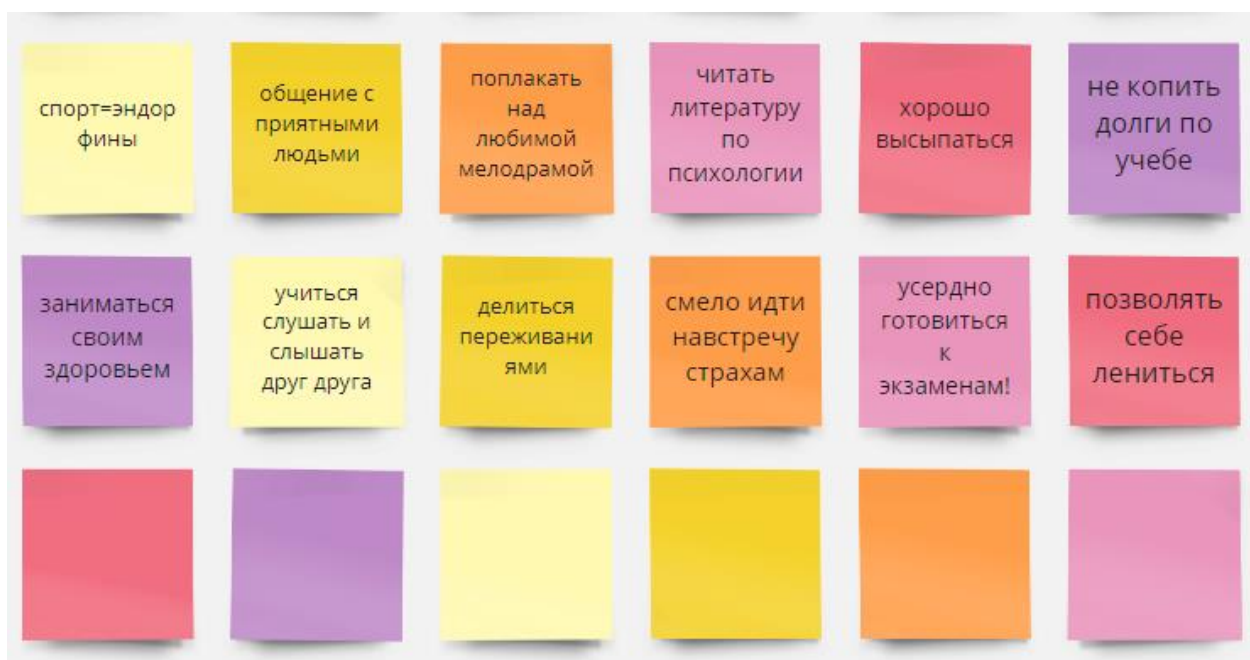 спорт=эндор
фины
общение с
приятными
людьми
поплакать
над
любимой
мелодрамой
читать
литературу
по
психологии
хорошо
высыпаться
не копить
долги по
учебе
заниматься
своим
здоровьем
учиться
слушать и
слышать
друг друга
делиться
переживани
ями
смело идти
навстречу
страхам
усердно
готовиться
к
экзаменам!
позволять
себе
лениться